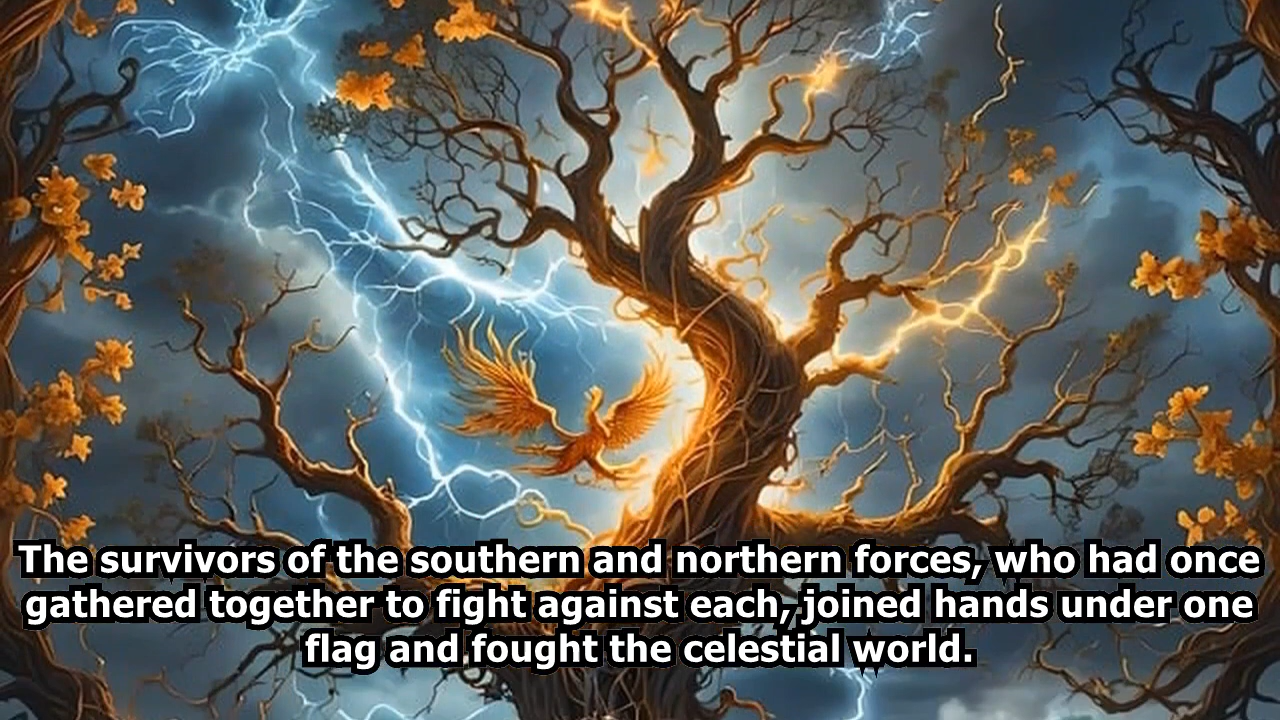 The survivors of the southern and northern forces, who had once
gathered together to fight against each, joined hands under one
flag and fought the celestial world.